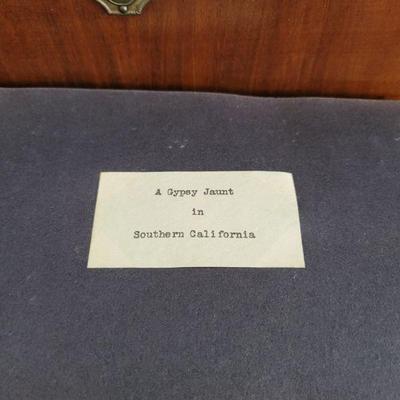 A Gypsy Jaunt
in
Southern California